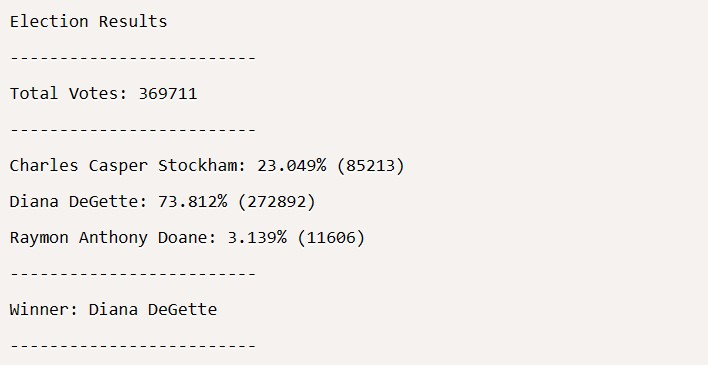 Election Results
-------------------------
Total Votes: 369711
-------------------------
Charles Casper Stockham: 23.049% (85213)
Diana DeGette: 73.812% (272892)
Raymon Anthony Doane: 3.139% (11606)
-------------------------
Winner: Diana DeGette
-------------------------